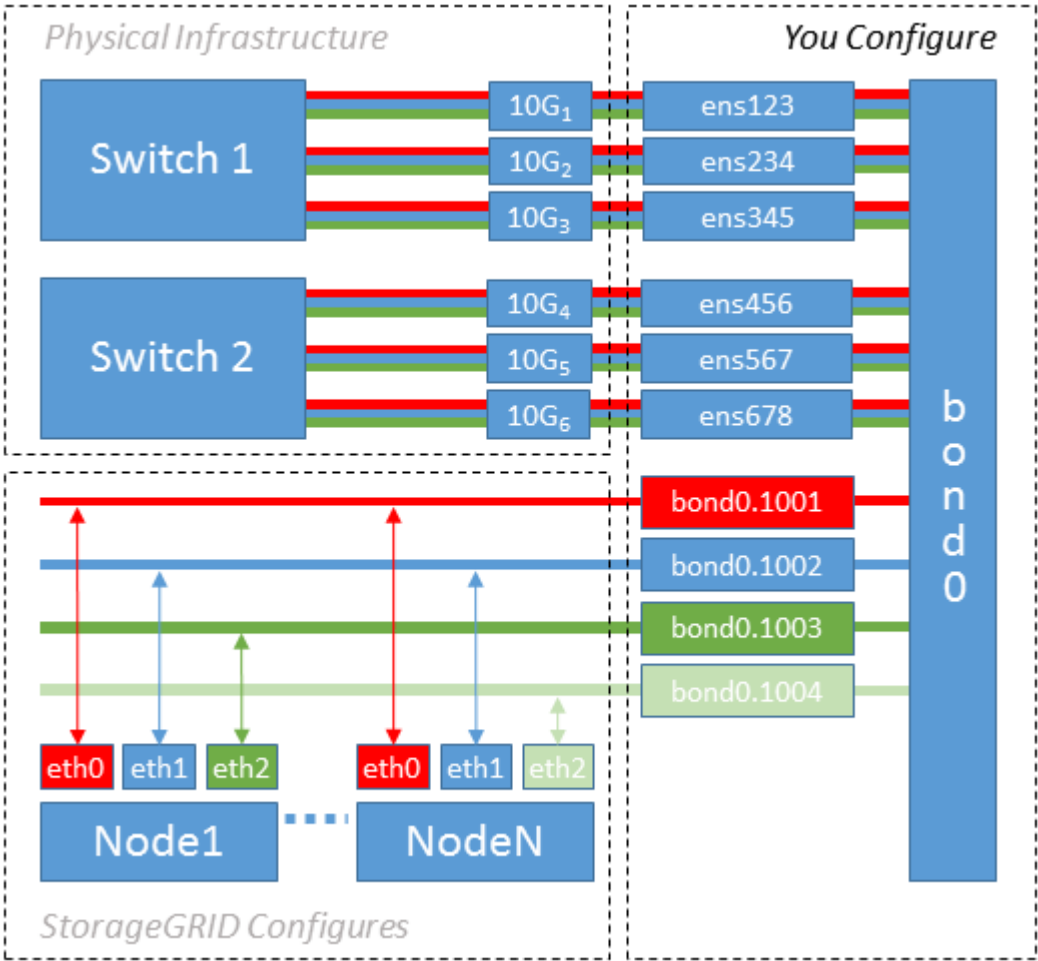 Physical Infrastructure
You Configure
Switch 1
10G1
ens123
10G2
ens234
10G3
ens345
Switch 2
10G4
ens456
10G5
ens567
10G6
ens678
bond0
bond0.1001
bond0.1002
bond0.1003
bond0.1004
eth0 eth1 eth2 eth0 eth1 eth2
Node1 NodeN
StorageGRID Configures